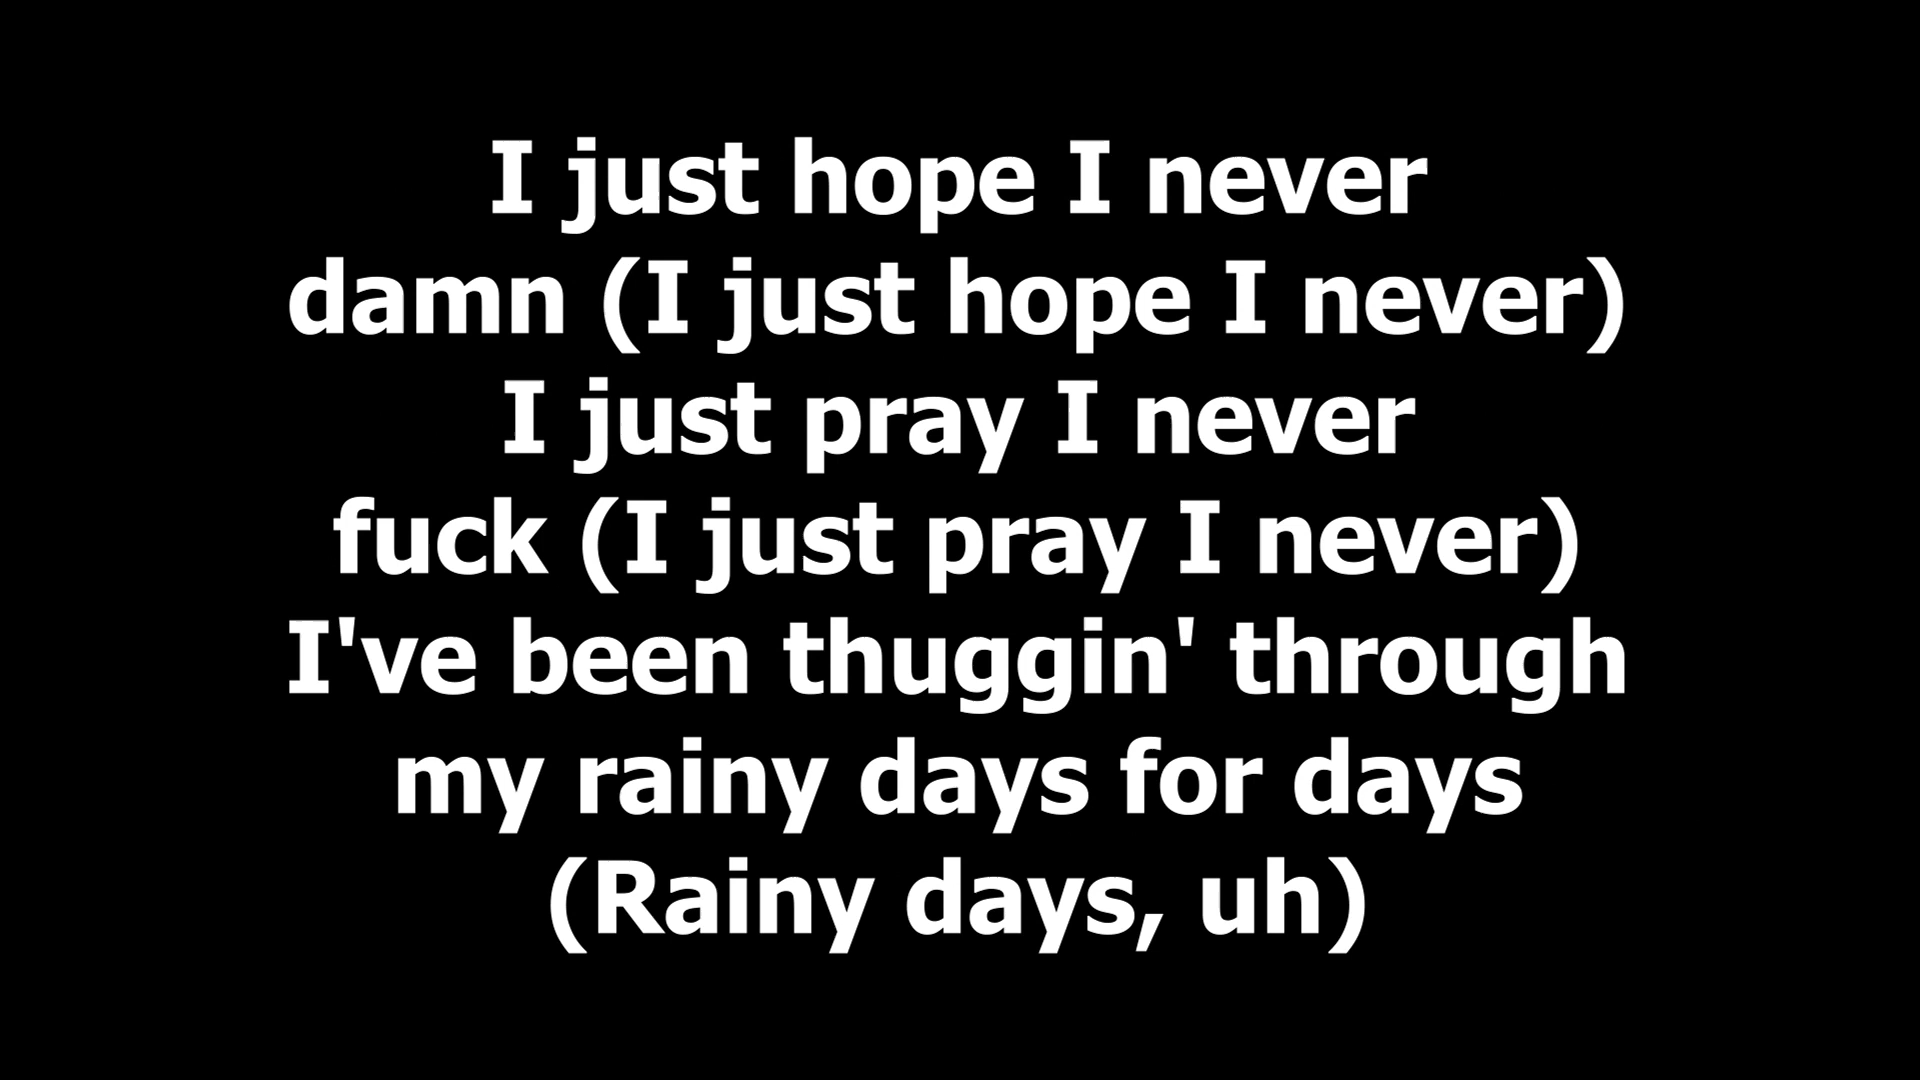 I just hope I never
damn (I just hope I never)
I just pray I never
fuck (I just pray I never)
I've been thuggin' through
my rainy days for days
(Rainy days, uh)